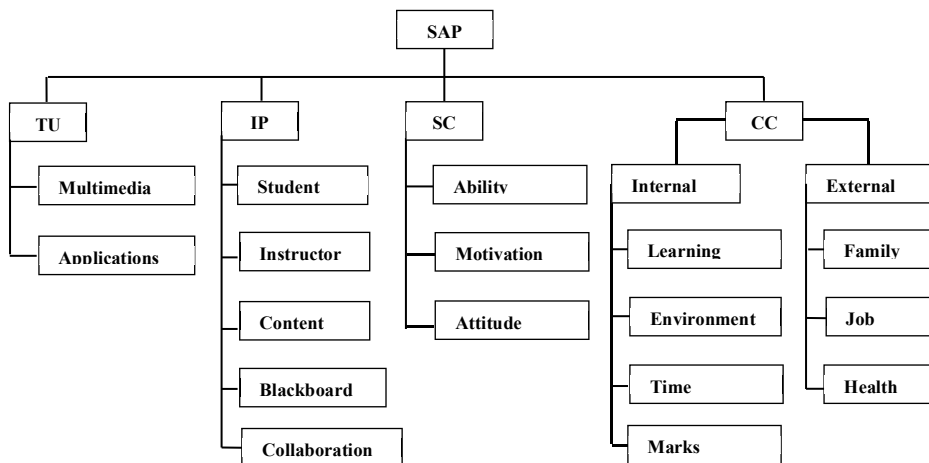 SAP
TU
IP
SC
CC
Multimedia
Applications
Student
Instructor
Content
Blackboard
Collaboration
Ability
Motivation
Attitude
Internal
Learning
Environment
Time
Marks
External
Family
Job
Health